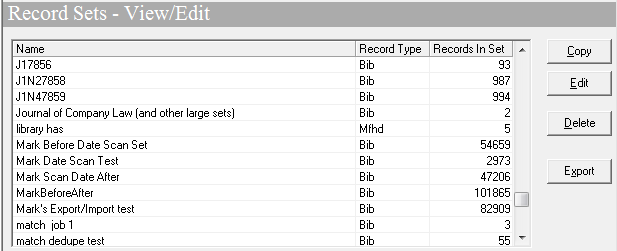 Record Sets - View/Edit
Name Record Type Records In Set
J17856 Bib 93
J1N27858 Bib 987
J1N47859 Bib 994
Journal of Company Law (and other large sets) Bib 2
library has Mfhd 5
Mark Before Date Scan Set Bib 54659
Mark Date Scan Test Bib 2973
Mark Scan Date After Bib 47206
MarkBeforeAfter Bib 101865
Mark's Export/Import test Bib 82909
match job 1 Bib 3
match dedupe test Bib 55
Copy
Edit
Delete
Export